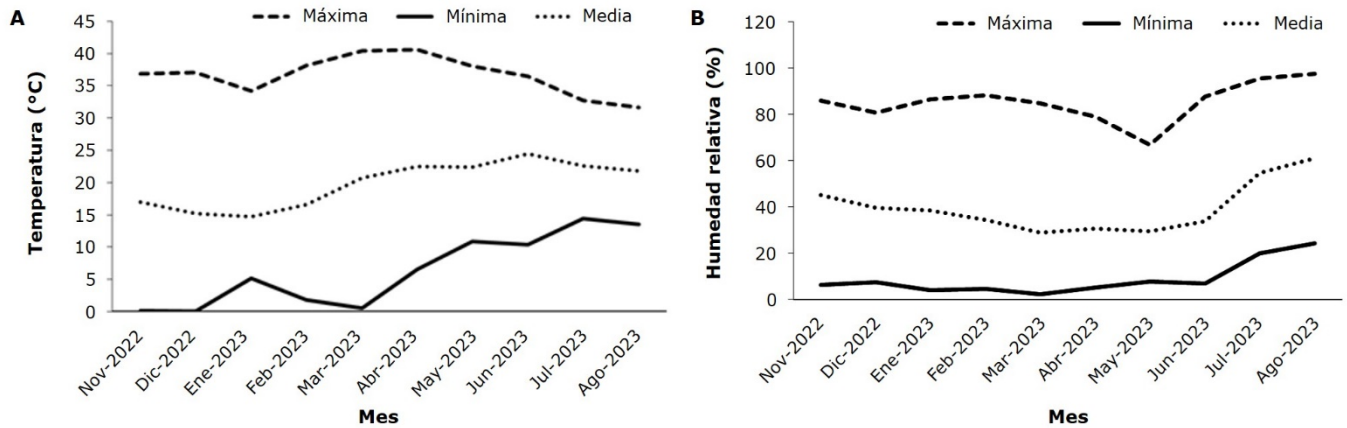 A
Máxima Mínima Media
Temperatura (°C)
45
40
35
30
25
20
15
10
5
0
Nov-2022
Dic-2022
Ene-2023
Feb-2023
Mar-2023
Abr-2023
May-2023
Jun-2023
Jul-2023
Ago-2023
Mes
B
Máxima Mínima Media
Humedad relativa (%)
120
100
80
60
40
20
0
Nov-2022
Dic-2022
Ene-2023
Feb-2023
Mar-2023
Abr-2023
May-2023
Jun-2023
Jul-2023
Ago-2023
Mes